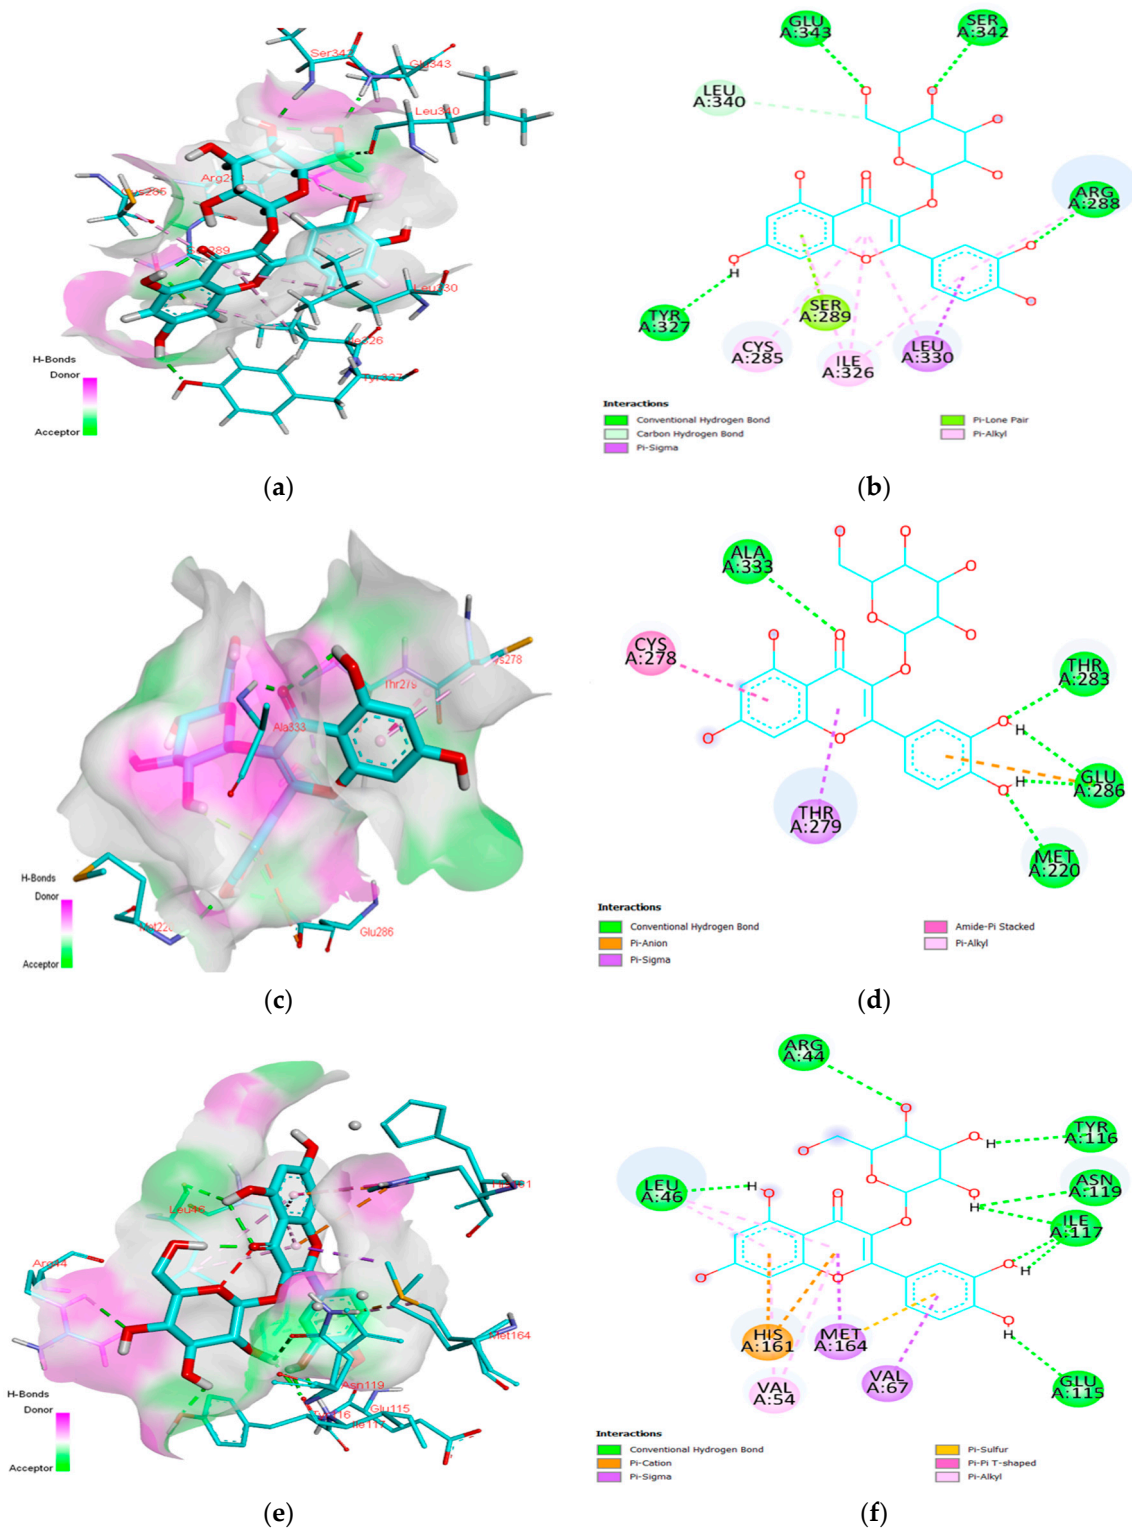 Ser342
Glu343
Leu340
Ser289
Leu330
Tyr327
H-Bonds
Donor
Acceptor
(a)
GLU
A:343
SER
A:342
LEU
A:340
ARG
A:288
TYR
A:327
SER
A:289
CYS
A:285
ILE
A:326
LEU
A:330
O O O O O O O O O O O O
H
Interactions
Conventional Hydrogen Bond
Carbon Hydrogen Bond
Pi-Sigma
Pi-Lone Pair
Pi-Alkyl
(b)
Thr279
Ala333
Glu286
H-Bonds
Donor
Acceptor
(c)
ALA
A:333
CYS
A:278
THR
A:283
GLU
A:286
THR
A:279
MET
A:220
O O O O O O O O O O O O
H H
Interactions
Conventional Hydrogen Bond
Pi-Anion
Pi-Sigma
Amide-Pi Stacked
Pi-Alkyl
(d)
Leu46
Met164
Asn119
Glu115
Ile117
H-Bonds
Donor
Acceptor
(e)
ARG
A:44
TYR
A:116
LEU
A:46
ASN
A:119
ILE
A:117
HIS
A:161
MET
A:164
VAL
A:54
VAL
A:67
GLU
A:115
O O O O O O O O O O O O
H H H H H
Interactions
Conventional Hydrogen Bond
Pi-Cation
Pi-Sigma
Pi-Sulfur
Pi-Pi T-shaped
Pi-Alkyl
(f)